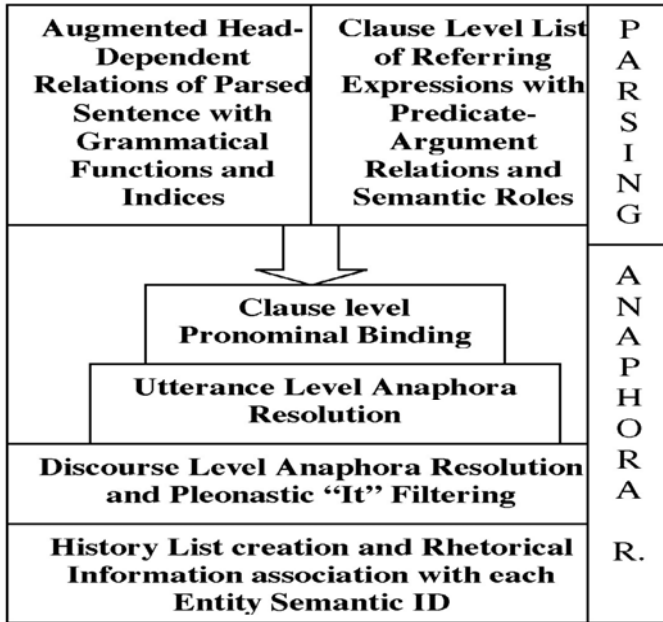 Augmented Head-
Dependent
Relations of Parsed
Sentence with
Grammatical
Functions and
Indices
Clause Level List
of Referring
Expressions with
Predicate-
Argument
Relations and
Semantic Roles
P
A
R
S
I
N
G
Clause level
Pronominal Binding
Utterance Level Anaphora
Resolution
Discourse Level Anaphora Resolution
and Pleonastic “It” Filtering
History List creation and Rhetorical
Information association with each
Entity Semantic ID
A
N
A
P
H
O
R
A
R.